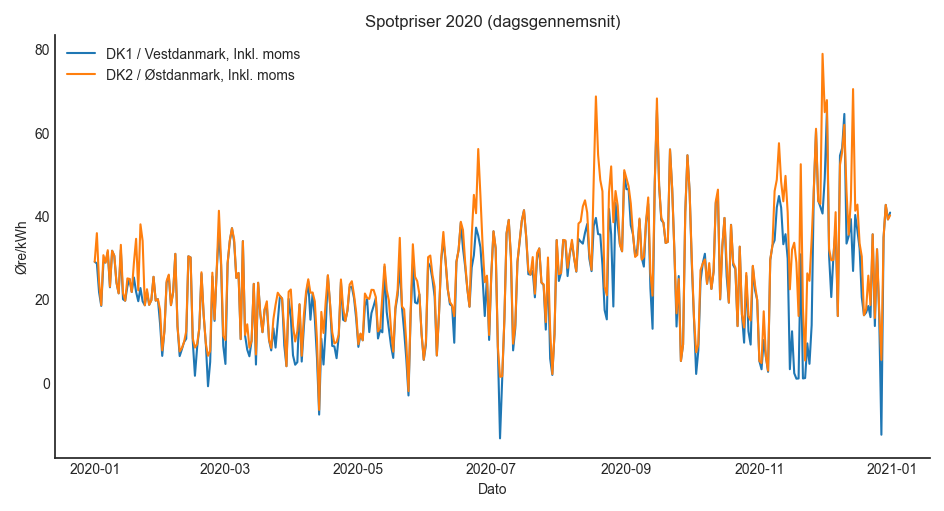 Spotpriser 2020 (dagsgennemsnit)
DK1 / Vestdanmark, Inkl. moms
DK2 / Østdanmark, Inkl. moms
Øre/kWh
80
60
40
20
0
2020-01 2020-03 2020-05 2020-07 2020-09 2020-11 2021-01
Dato